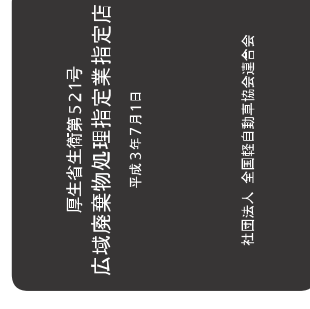 厚生省生衛第521号
広域廃棄物処理指定業指定店
平成3年7月1日
社団法人 全国軽自動車協会連合会